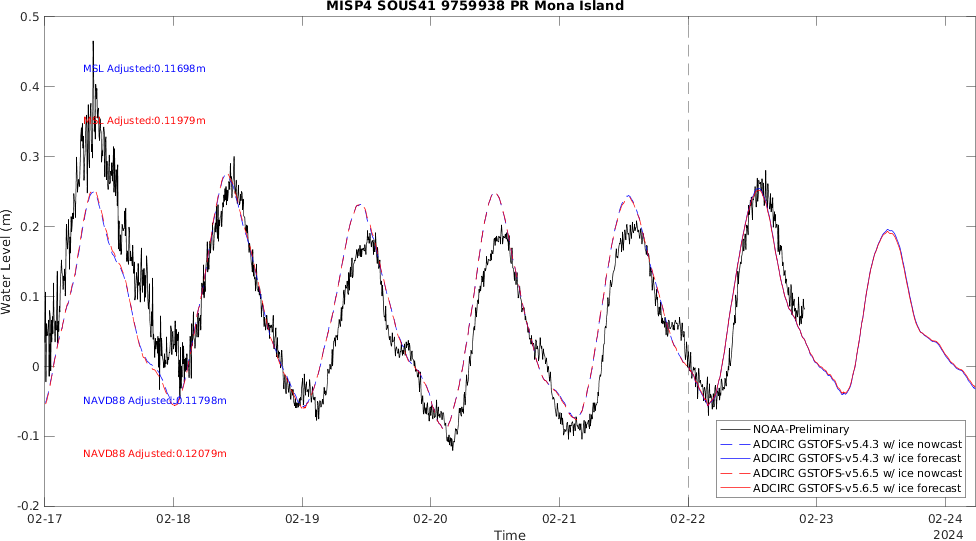 MISP4 SOUS41 9759938 PR Mona Island
0.5
0.4
0.3
0.2
0.1
0
-0.1
-0.2
Water Level (m)
MSL Adjusted:0.11698m
MSL Adjusted:0.11979m
NAVD88 Adjusted:0.11798m
NAVD88 Adjusted:0.12079m
NOAA-Preliminary
ADCIRC GSTOFS-v5.4.3 w/ ice nowcast
ADCIRC GSTOFS-v5.4.3 w/ ice forecast
ADCIRC GSTOFS-v5.6.5 w/ ice nowcast
ADCIRC GSTOFS-v5.6.5 w/ ice forecast
02-17 02-18 02-19 02-20 02-21 02-22 02-23 02-24
Time
2024